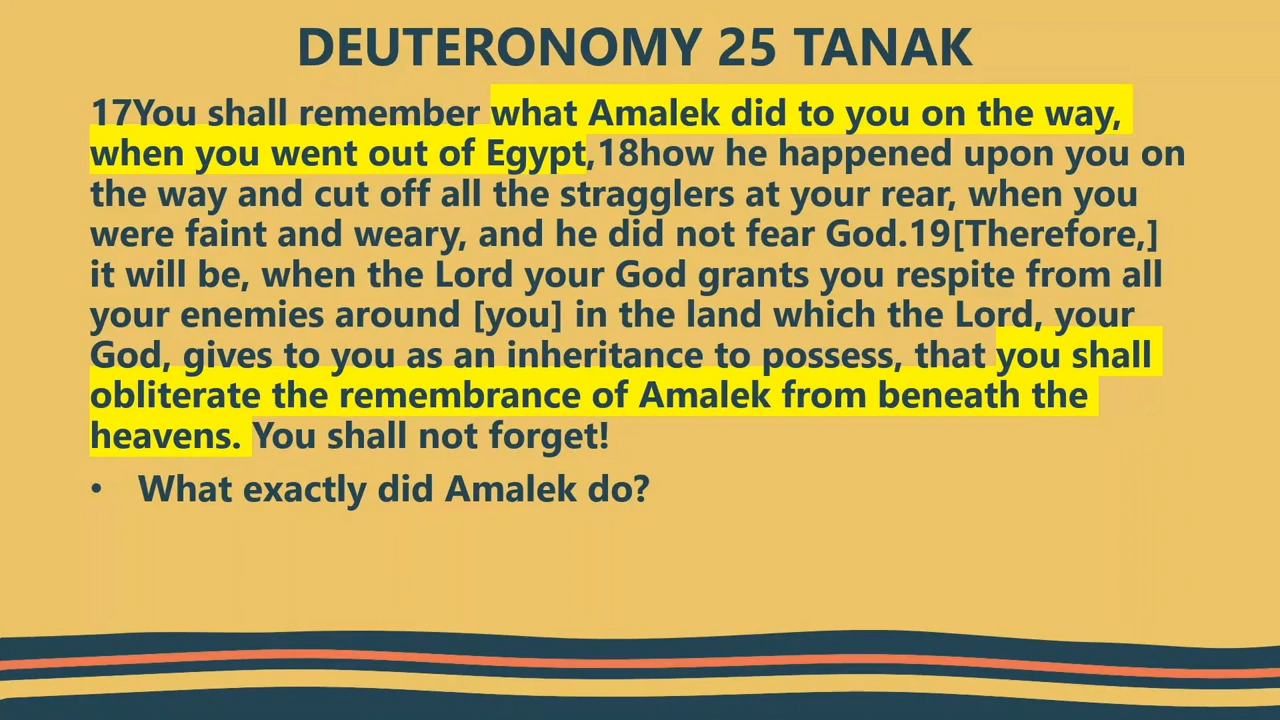 DEUTERONOMY 25 TANAK
17You shall remember what Amalek did to you on the way,
when you went out of Egypt,18how he happened upon you on
the way and cut off all the stragglers at your rear, when you
were faint and weary, and he did not fear God.19[Therefore,]
it will be, when the Lord your God grants you respite from all
your enemies around [you] in the land which the Lord, your
God, gives to you as an inheritance to possess, that you shall
obliterate the remembrance of Amalek from beneath the
heavens. You shall not forget!
• What exactly did Amalek do?